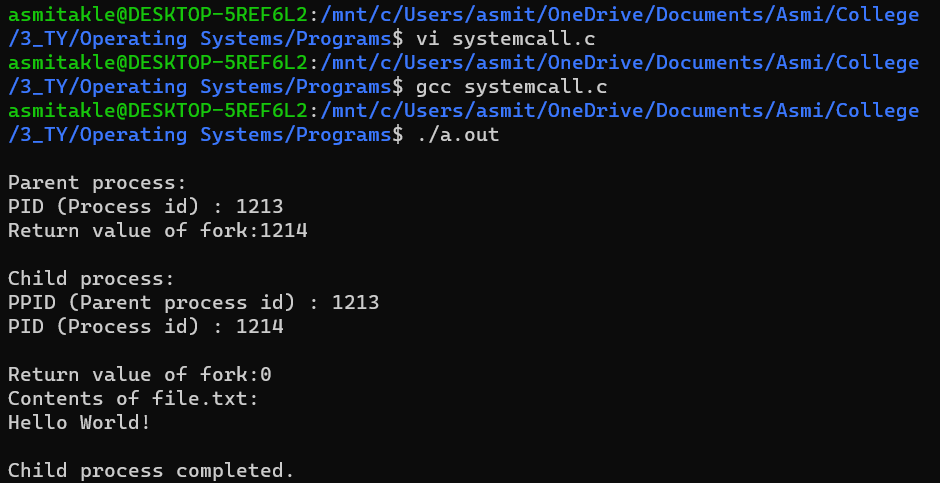 asmitakle@DESKTOP-5REF6L2:/mnt/c/Users/asmit/OneDrive/Documents/Asmi/College
/3_TY/Operating Systems/Programs$ vi systemcall.c
asmitakle@DESKTOP-5REF6L2:/mnt/c/Users/asmit/OneDrive/Documents/Asmi/College
/3_TY/Operating Systems/Programs$ gcc systemcall.c
asmitakle@DESKTOP-5REF6L2:/mnt/c/Users/asmit/OneDrive/Documents/Asmi/College
/3_TY/Operating Systems/Programs$ ./a.out

Parent process:
PID (Process id) : 1213
Return value of fork:1214

Child process:
PPID (Parent process id) : 1213
PID (Process id) : 1214

Return value of fork:0
Contents of file.txt:
Hello World!

Child process completed.